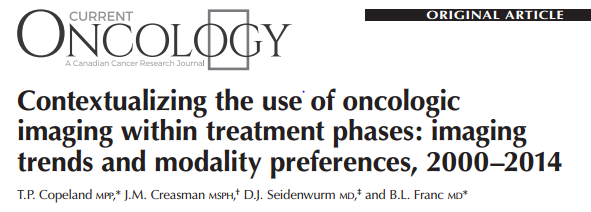 ORIGINAL ARTICLE
CURRENT
ONCOLOGY
A Canadian Cancer Research Journal
Contextualizing the use of oncologic
imaging within treatment phases: imaging
trends and modality preferences, 2000–2014
T.P. Copeland MPP,* J.M. Creasman MSPH,† D.J. Seidenwurm MD,‡ and B.L. Franc MD*